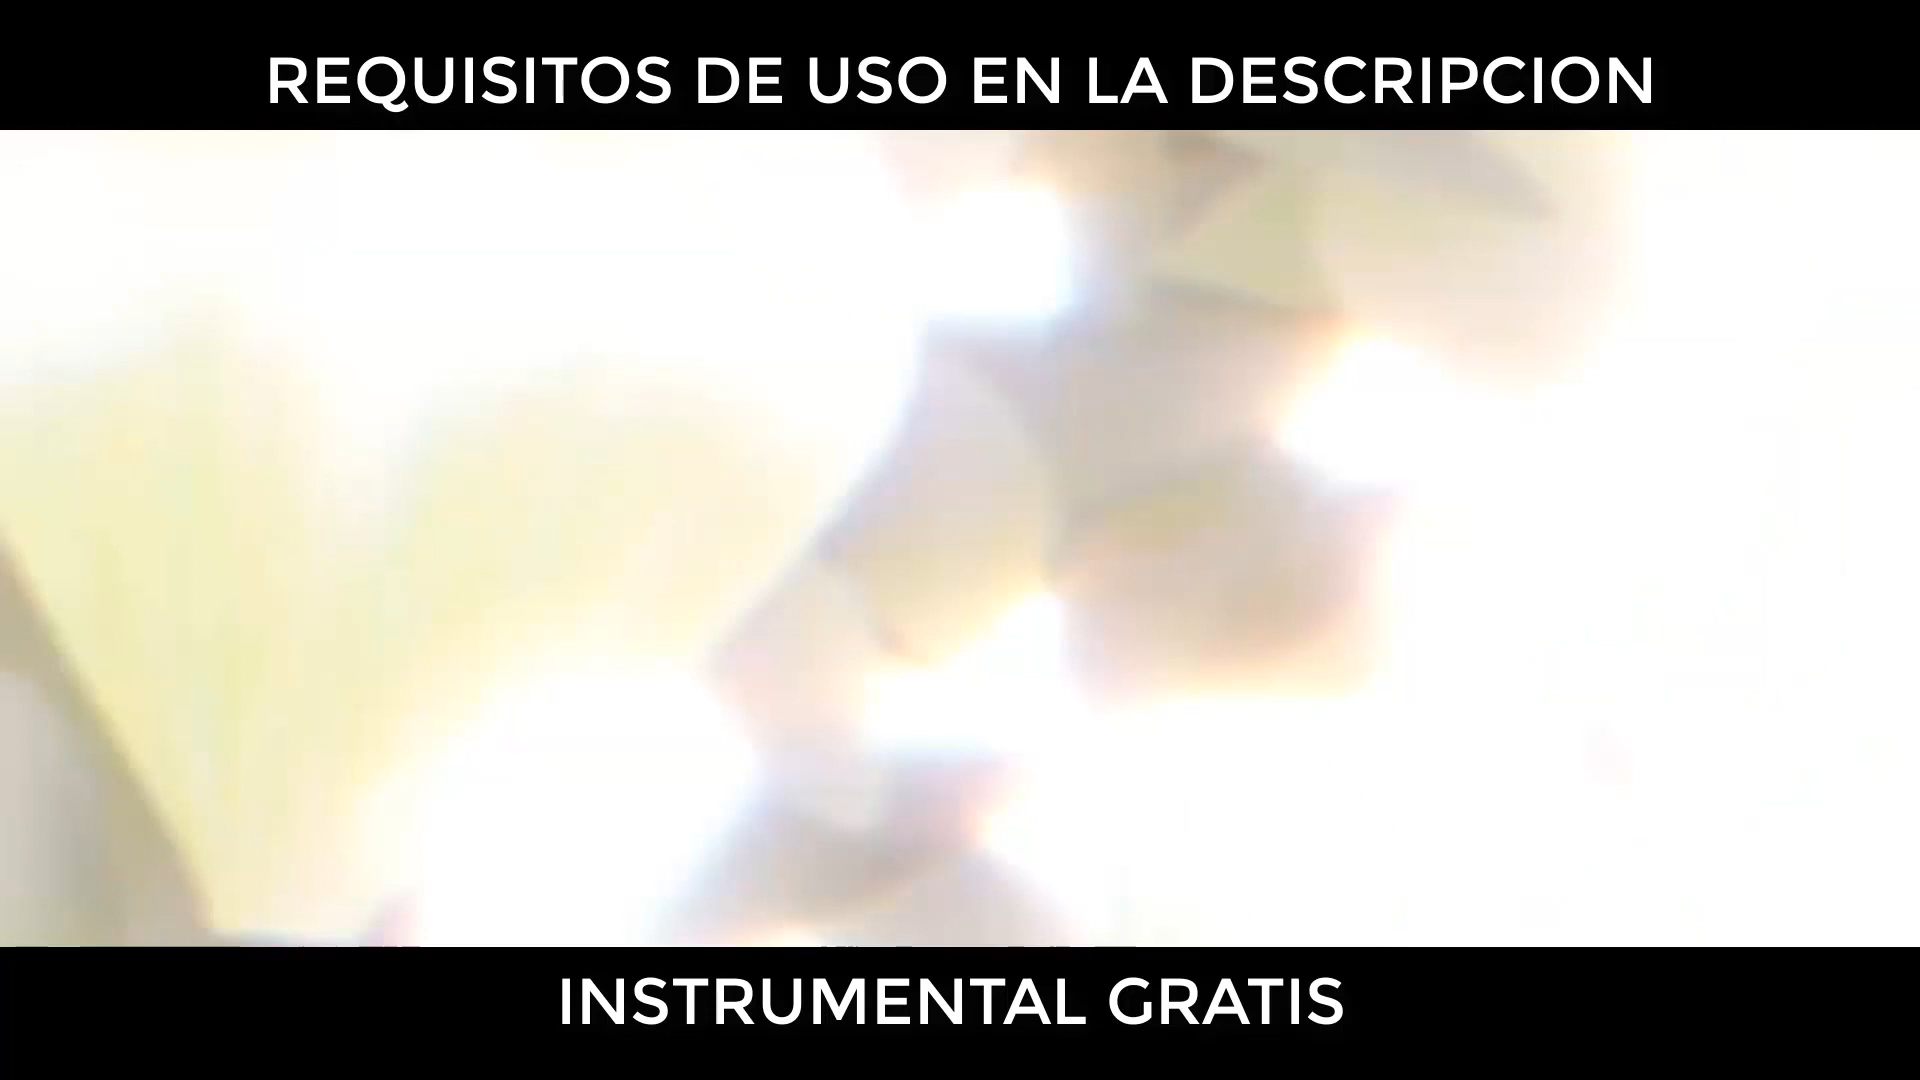 REQUISITOS DE USO EN LA DESCRIPCION
INSTRUMENTAL GRATIS